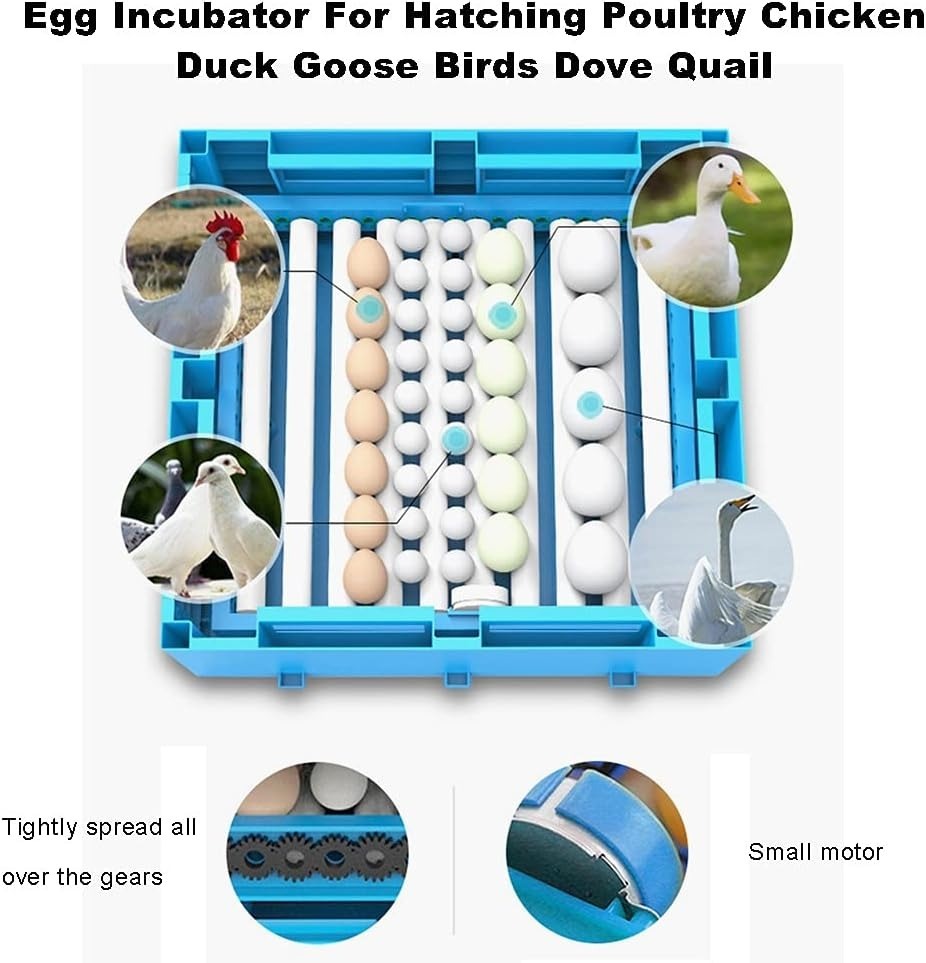 Egg Incubator For Hatching Poultry Chicken
Duck Goose Birds Dove Quail
Tightly spread all
over the gears
Small motor